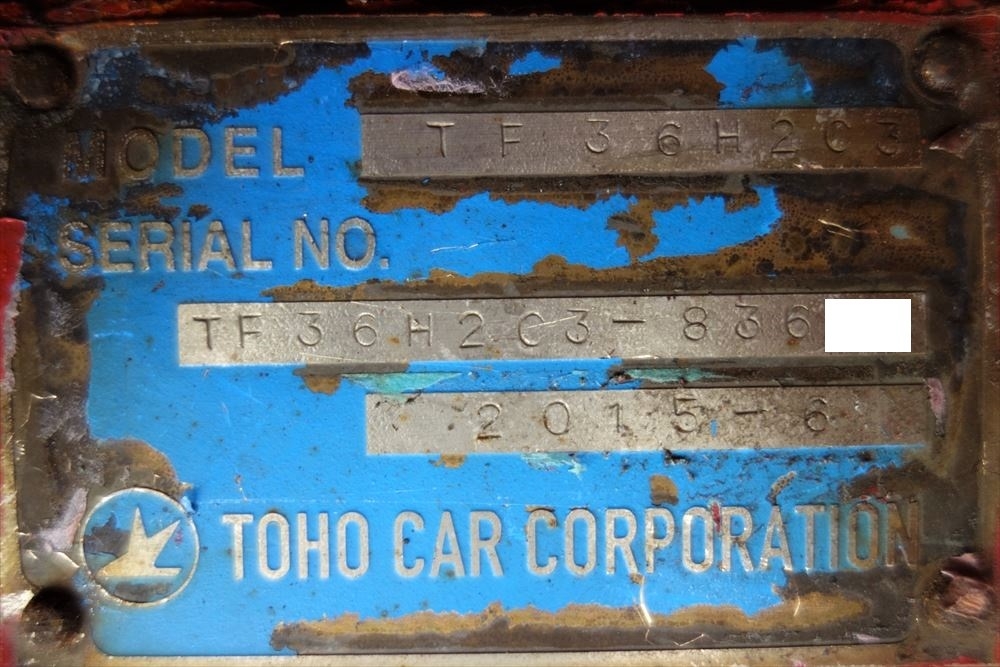 MODEL TF36H2C3
SERIAL NO.
TF36H2C3-836
2015-6
TOHO CAR CORPORATION